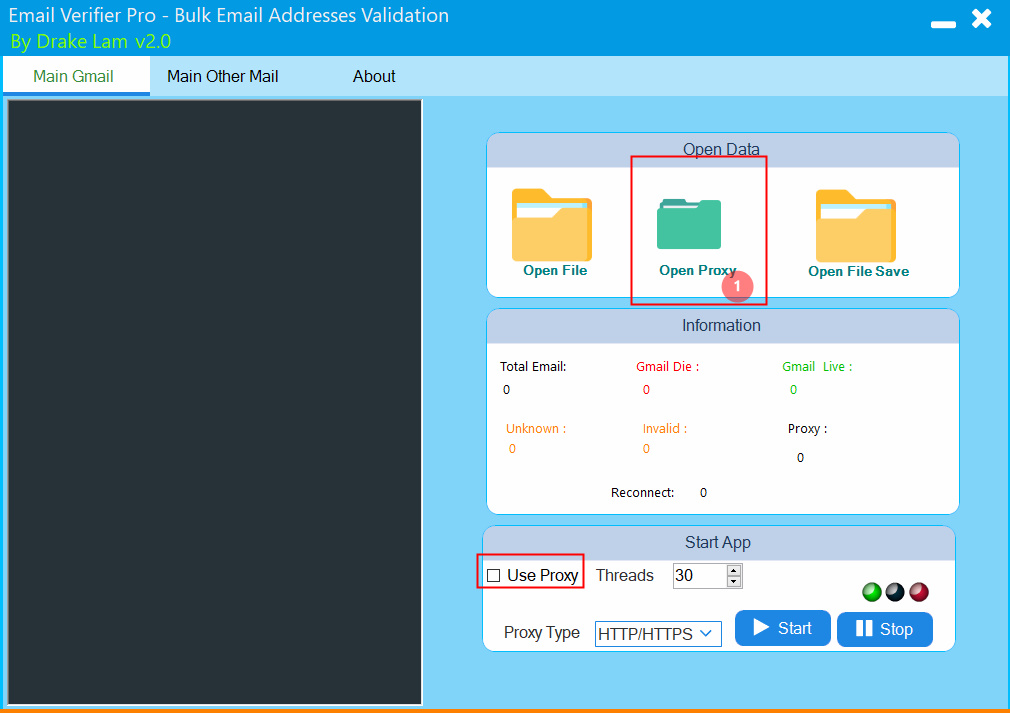 Email Verifier Pro - Bulk Email Addresses Validation
By Drake Lam v2.0
Main Gmail Main Other Mail About
Open Data
Open File Open Proxy Open File Save
1
Information
Total Email: Gmail Die : Gmail Live :
0 0 0
Unknown : Invalid : Proxy :
0 0 0
Reconnect: 0
Start App
Use Proxy Threads 30
Proxy Type HTTP/HTTPS Start Stop